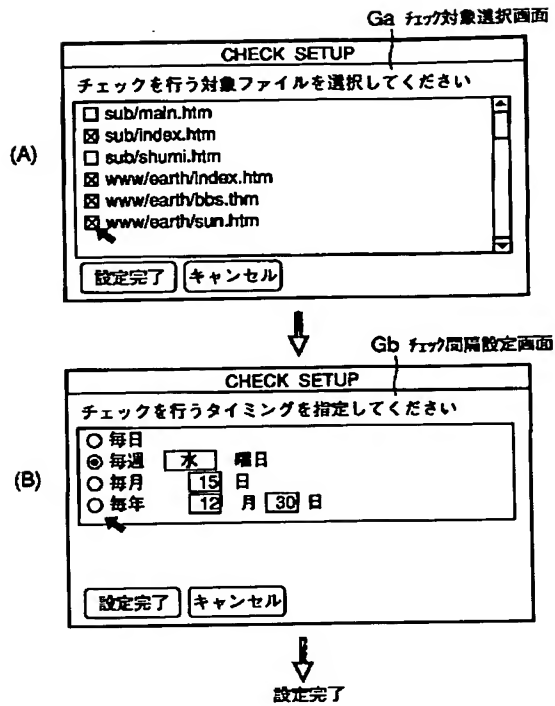 Ga チェック対象選択画面
CHECK SETUP
チェックを行う対象ファイルを選択してください
sub/main.htm
(A)
sub/index.htm
sub/shumi.htm
www/earth/index.htm
www/earth/bbs.thm
www/earth/sun.htm
設定完了 キャンセル
Gb チェック間隔設定画面
CHECK SETUP
チェックを行うタイミングを指定してください
毎日
毎週 水 曜日
(B)
毎月 15 日
毎年 12 月 30 日
設定完了 キャンセル
設定完了